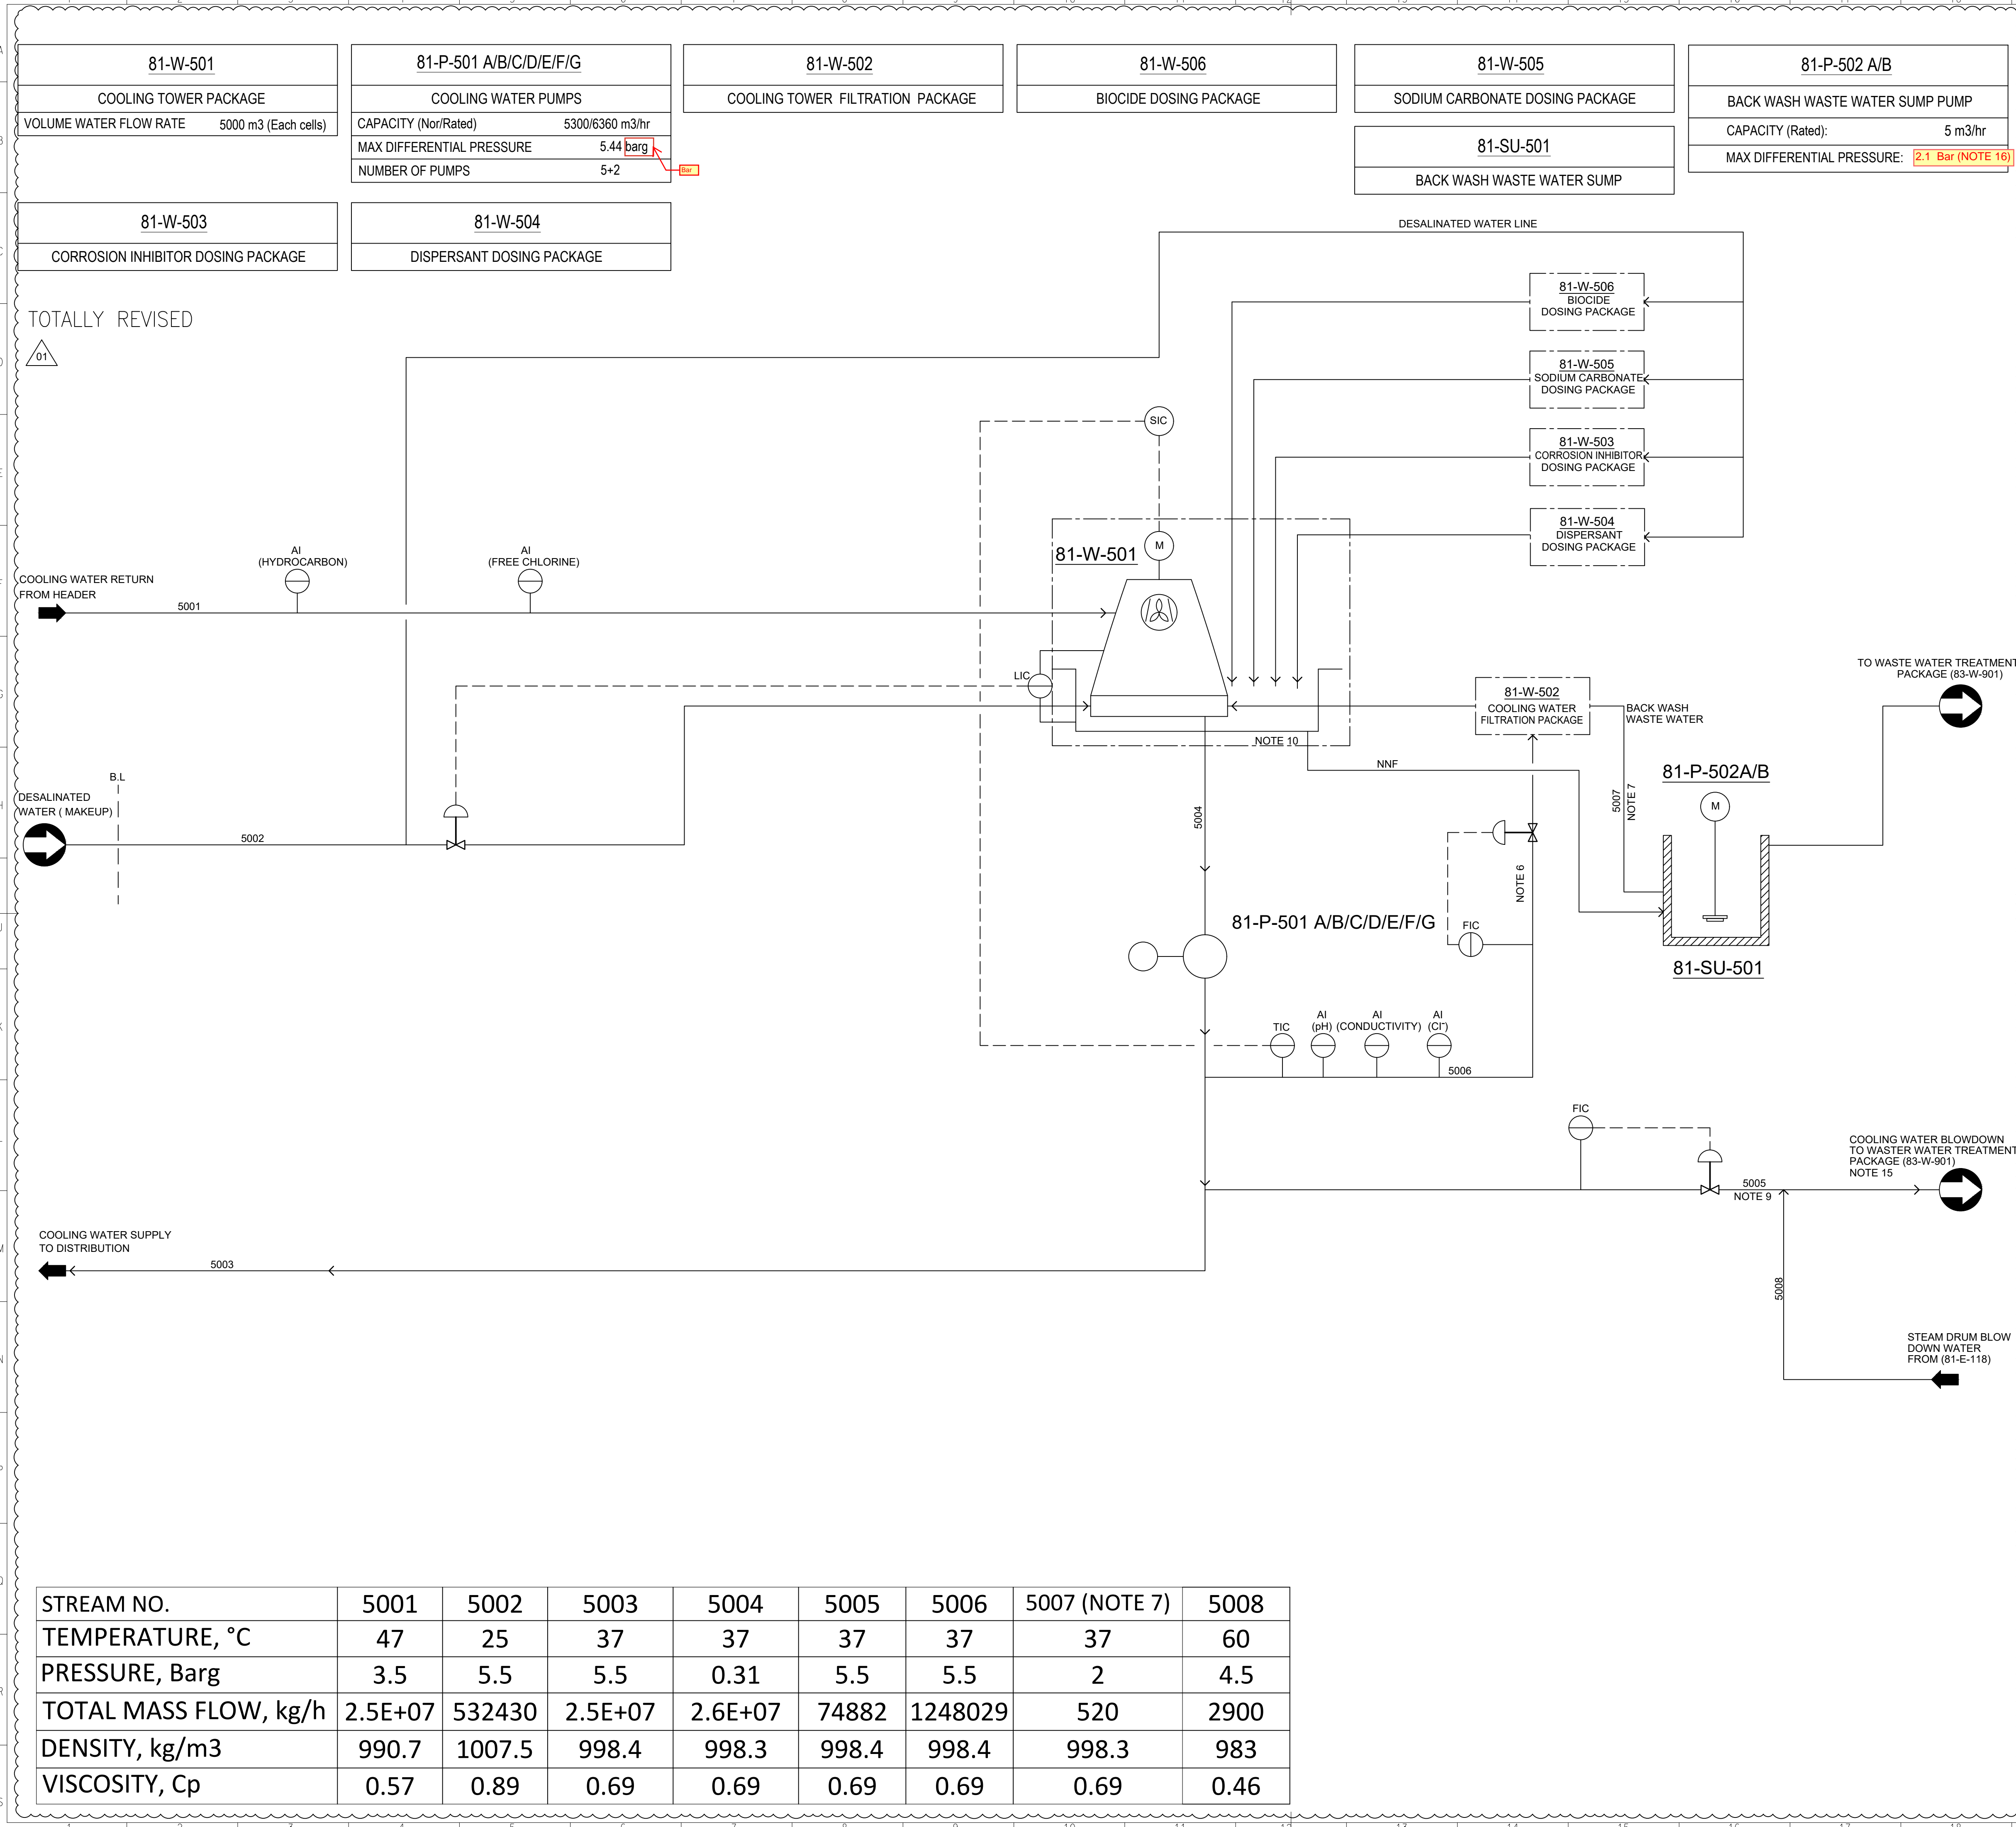 81-W-501
COOLING TOWER PACKAGE
VOLUME WATER FLOW RATE 5000 m3 (Each cells)
81-P-501 A/B/C/D/E/F/G
COOLING WATER PUMPS
CAPACITY (Nor/Rated) 5300/6360 m3/hr
MAX DIFFERENTIAL PRESSURE 5.44 barg
Bar
NUMBER OF PUMPS 5+2
81-W-502
COOLING TOWER FILTRATION PACKAGE
81-W-506
BIOCIDE DOSING PACKAGE
81-W-505
SODIUM CARBONATE DOSING PACKAGE
81-SU-501
BACK WASH WASTE WATER SUMP
81-P-502 A/B
BACK WASH WASTE WATER SUMP PUMP
CAPACITY (Rated): 5 m3/hr
MAX DIFFERENTIAL PRESSURE: 2.1 Bar (NOTE 16)
81-W-503
CORROSION INHIBITOR DOSING PACKAGE
81-W-504
DISPERSANT DOSING PACKAGE
TOTALLY REVISED
01
DESALINATED WATER LINE
81-W-506
BIOCIDE
DOSING PACKAGE
81-W-505
SODIUM CARBONATE
DOSING PACKAGE
81-W-503
CORROSION INHIBITOR
DOSING PACKAGE
81-W-504
DISPERSANT
DOSING PACKAGE
SIC
M
81-W-501
AI
(HYDROCARBON)
AI
(FREE CHLORINE)
COOLING WATER RETURN
FROM HEADER
5001
LIC
NOTE 10
81-W-502
COOLING WATER
FILTRATION PACKAGE
BACK WASH
WASTE WATER
TO WASTE WATER TREATMENT
PACKAGE (83-W-901)
NNF
5007
NOTE 7
81-P-502A/B
M
81-SU-501
B.L
DESALINATED
WATER ( MAKEUP)
5002
5004
NOTE 6
81-P-501 A/B/C/D/E/F/G
FIC
TIC
AI
(pH)
AI
(CONDUCTIVITY)
AI
(Cl⁻)
5006
FIC
COOLING WATER BLOWDOWN
TO WASTER WATER TREATMENT
PACKAGE (83-W-901)
NOTE 15
5005
NOTE 9
COOLING WATER SUPPLY
TO DISTRIBUTION
5003
5008
STEAM DRUM BLOW
DOWN WATER
FROM (81-E-118)
STREAM NO. 5001 5002 5003 5004 5005 5006 5007 (NOTE 7) 5008
TEMPERATURE, °C 47 25 37 37 37 37 37 60
PRESSURE, Barg 3.5 5.5 5.5 0.31 5.5 5.5 2 4.5
TOTAL MASS FLOW, kg/h 2.5E+07 532430 2.5E+07 2.6E+07 74882 1248029 520 2900
DENSITY, kg/m3 990.7 1007.5 998.4 998.3 998.4 998.4 998.3 983
VISCOSITY, Cp 0.57 0.89 0.69 0.69 0.69 0.69 0.69 0.46